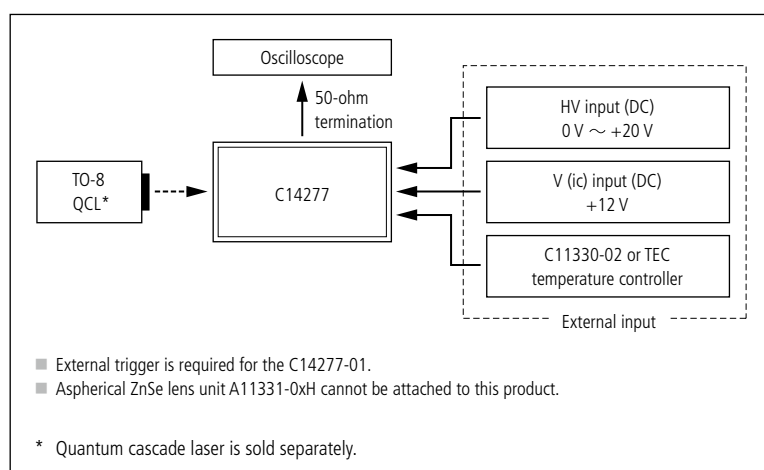 Oscilloscope
50-ohm
termination
HV input (DC)
0 V ～ +20 V
TO-8
QCL*
C14277
V (ic) input (DC)
+12 V
C11330-02 or TEC
temperature controller
External input
■ External trigger is required for the C14277-01.
■ Aspherical ZnSe lens unit A11331-0xH cannot be attached to this product.
* Quantum cascade laser is sold separately.